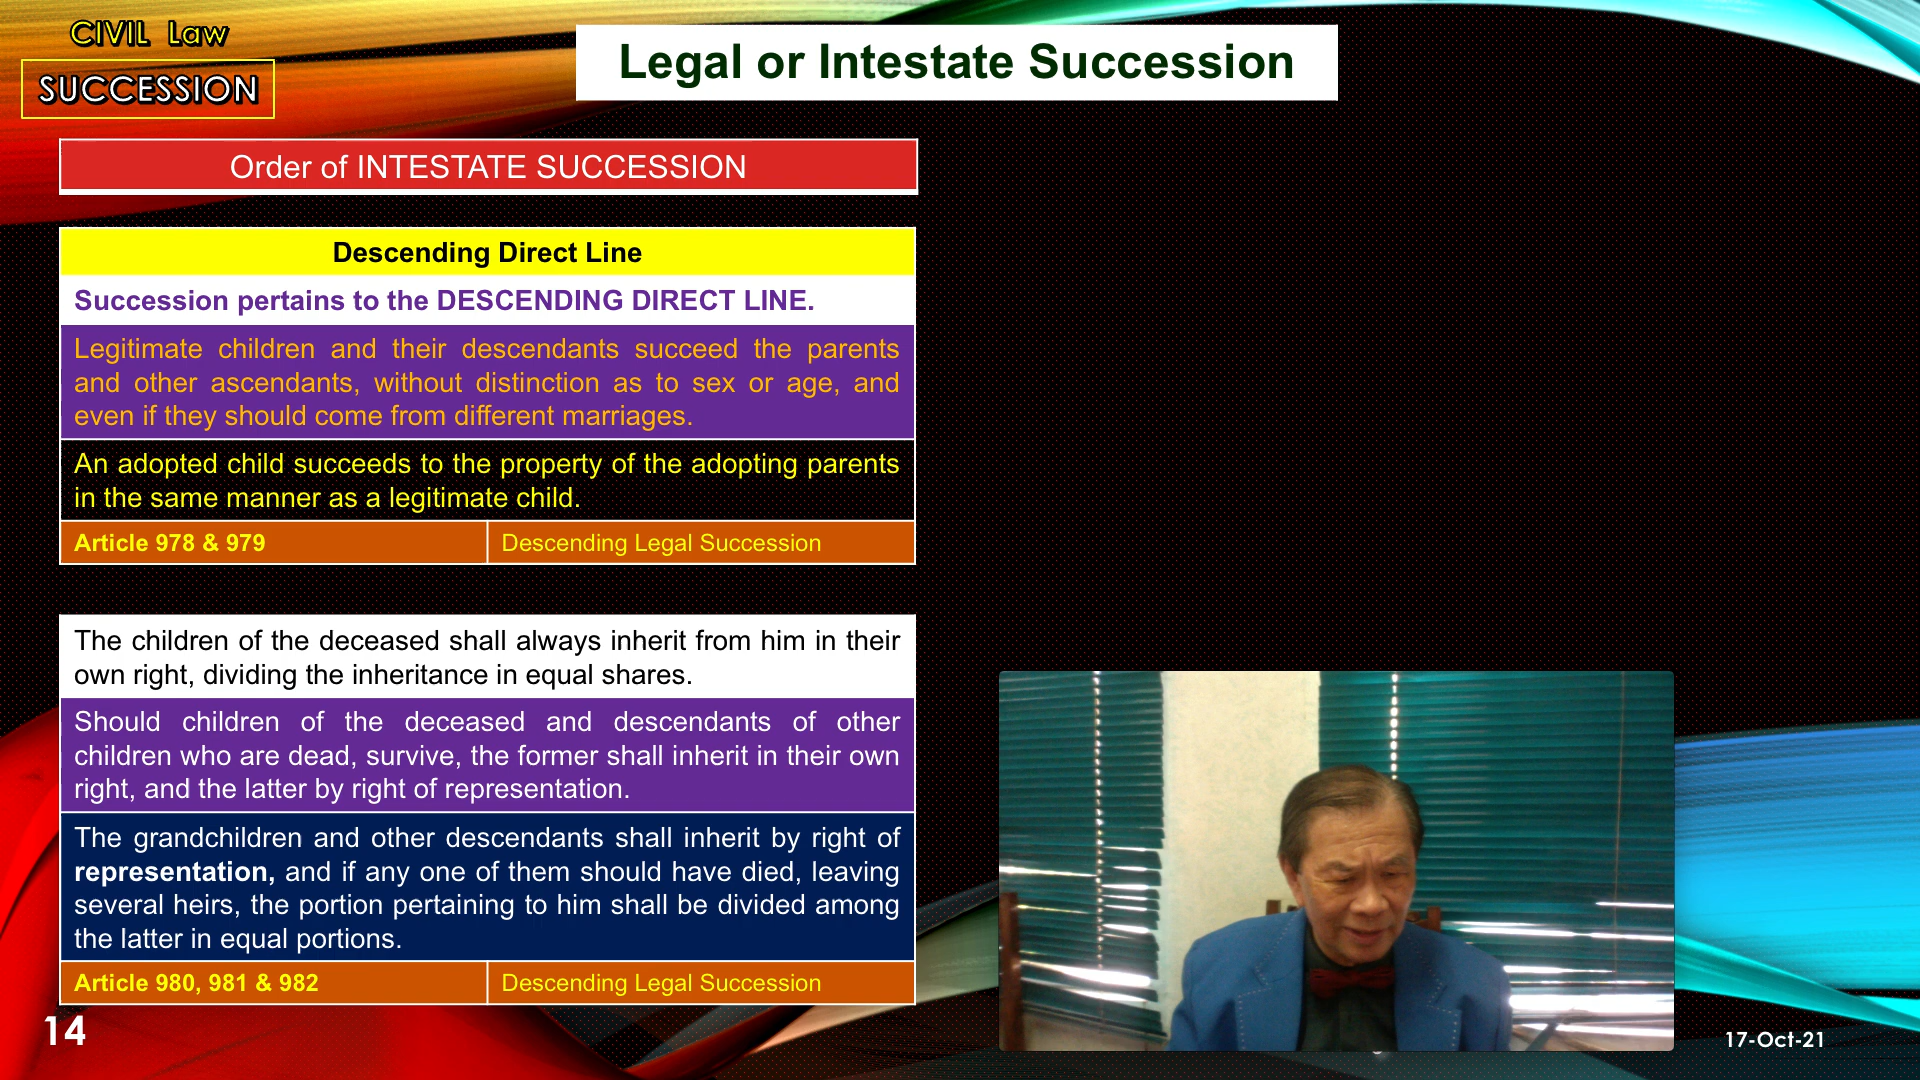 CIVIL Law
SUCCESSION
Legal or Intestate Succession
Order of INTESTATE SUCCESSION
Descending Direct Line
Succession pertains to the DESCENDING DIRECT LINE.
Legitimate children and their descendants succeed the parents
and other ascendants, without distinction as to sex or age, and
even if they should come from different marriages.
An adopted child succeeds to the property of the adopting parents
in the same manner as a legitimate child.
Article 978 & 979 Descending Legal Succession
The children of the deceased shall always inherit from him in their
own right, dividing the inheritance in equal shares.
Should children of the deceased and descendants of other
children who are dead, survive, the former shall inherit in their own
right, and the latter by right of representation.
The grandchildren and other descendants shall inherit by right of
representation, and if any one of them should have died, leaving
several heirs, the portion pertaining to him shall be divided among
the latter in equal portions.
Article 980, 981 & 982 Descending Legal Succession
14
17-Oct-21